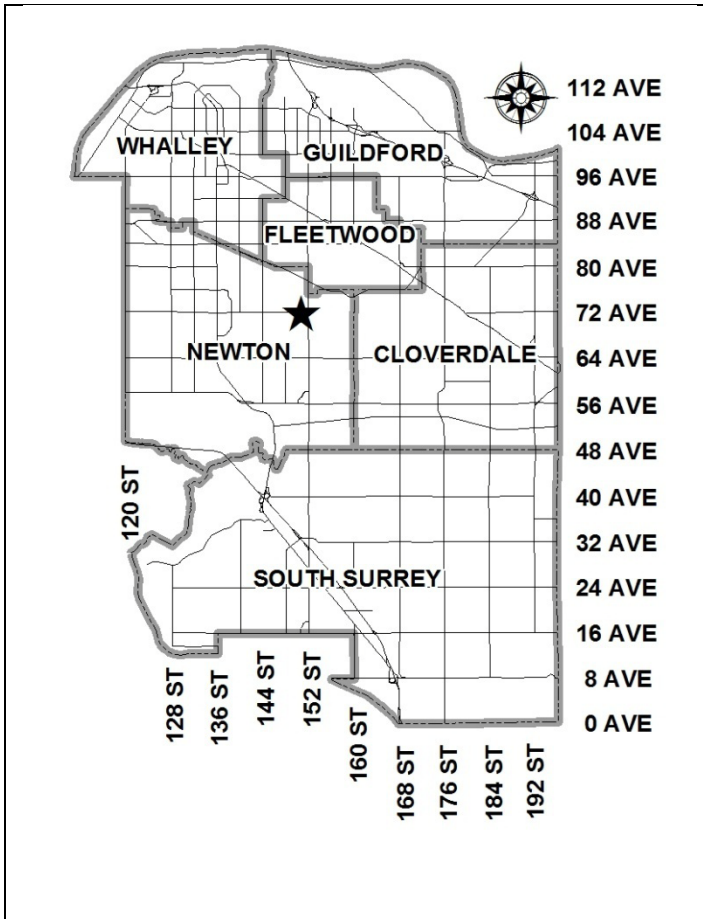 112 AVE
104 AVE
WHALLEY
GUILDFORD
96 AVE
88 AVE
FLEETWOOD
80 AVE
72 AVE
NEWTON
CLOVERDALE
64 AVE
56 AVE
48 AVE
120 ST
40 AVE
32 AVE
SOUTH SURREY
24 AVE
16 AVE
8 AVE
0 AVE
128 ST
136 ST
144 ST
152 ST
160 ST
168 ST
176 ST
184 ST
192 ST